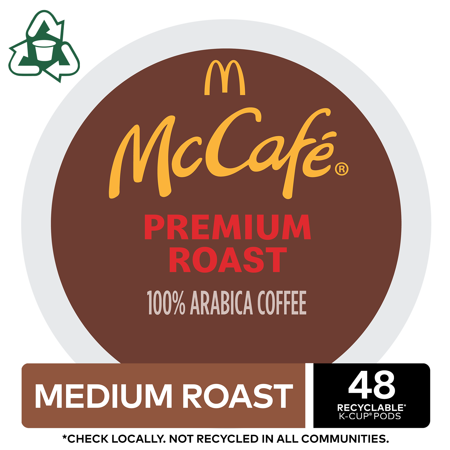 McCafé®
PREMIUM
ROAST
100% ARABICA COFFEE
MEDIUM ROAST
48
RECYCLABLE*
K-CUP® PODS
*CHECK LOCALLY. NOT RECYCLED IN ALL COMMUNITIES.